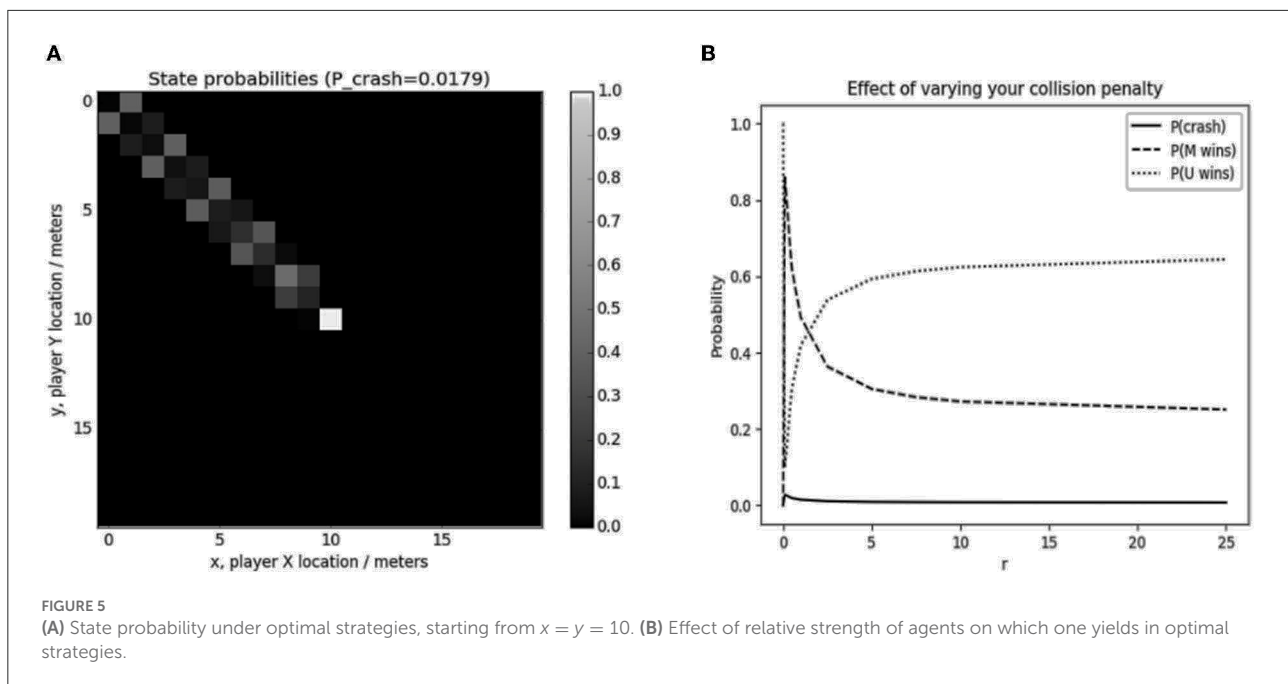 A
State probabilities (P_crash=0.0179)
0
5
10
15
y, player Y location / meters
0
5
10
15
x, player X location / meters
1.0
0.9
0.8
0.7
0.6
0.5
0.4
0.3
0.2
0.1
0.0
B
Effect of varying your collision penalty
P(crash)
P(M wins)
P(U wins)
1.0
0.8
0.6
0.4
0.2
0.0
Probability
0
5
10
15
20
25
r
FIGURE 5
(A) State probability under optimal strategies, starting from x = y = 10. (B) Effect of relative strength of agents on which one yields in optimal
strategies.